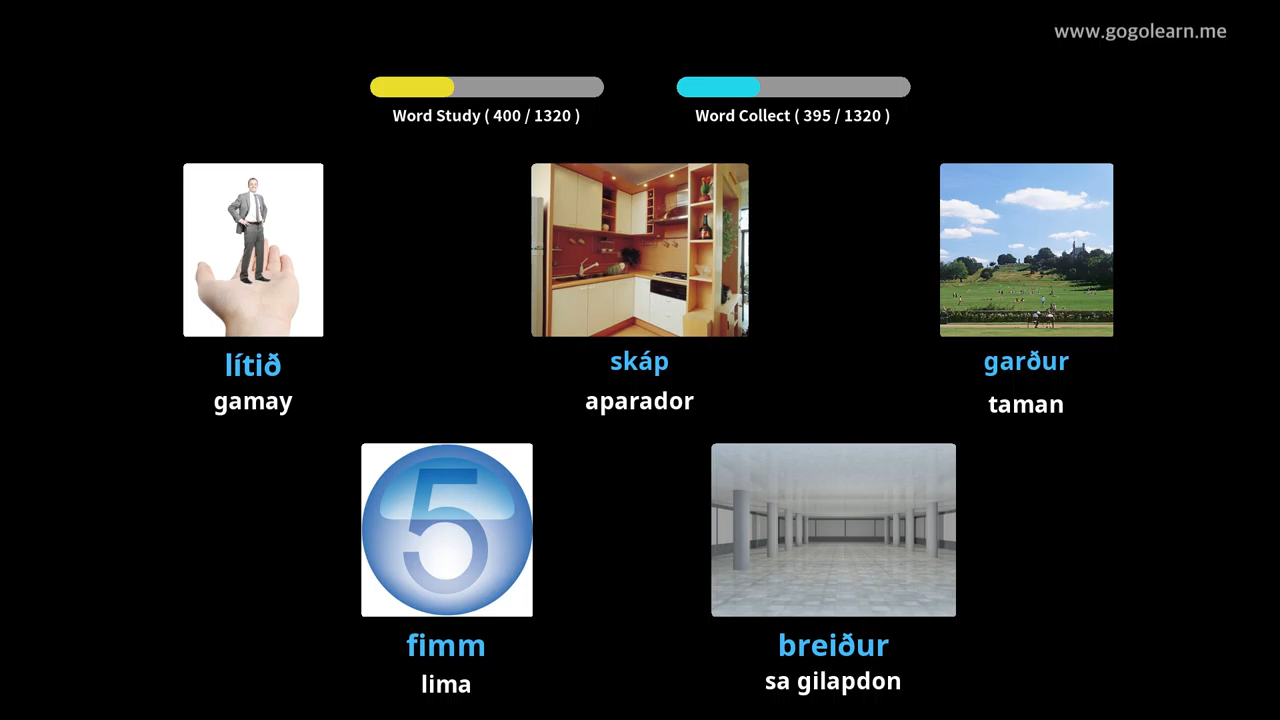 www.gogolearn.me
Word Study ( 400 / 1320 )
Word Collect ( 395 / 1320 )
lítið
gamay
skáp
aparador
garður
taman
5
fimm
lima
breiður
sa gilapdon